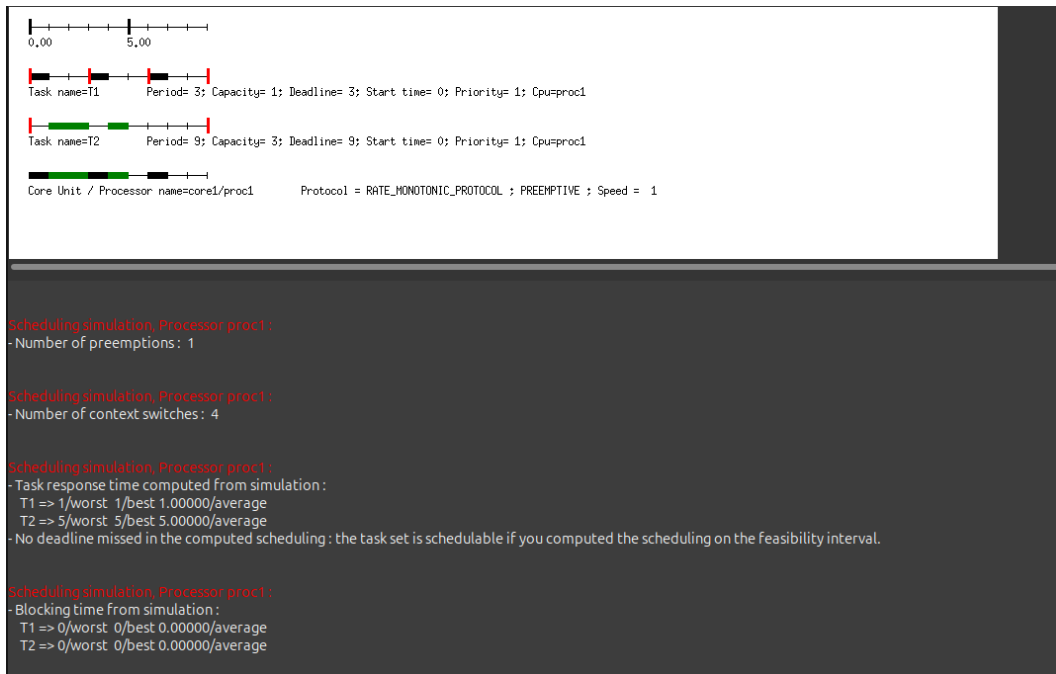 0.00 5.00
Task name=T1 Period= 3; Capacity= 1; Deadline= 3; Start time= 0; Priority= 1; Cpu=proc1
Task name=T2 Period= 9; Capacity= 3; Deadline= 9; Start time= 0; Priority= 1; Cpu=proc1
Core Unit / Processor name=core1/proc1 Protocol = RATE_MONOTONIC_PROTOCOL ; PREEMPTIVE ; Speed = 1
Scheduling simulation, Processor proc1 :
- Number of preemptions : 1
Scheduling simulation, Processor proc1 :
- Number of context switches : 4
Scheduling simulation, Processor proc1 :
- Task response time computed from simulation :
T1 => 1/worst 1/best 1.00000/average
T2 => 5/worst 5/best 5.00000/average
- No deadline missed in the computed scheduling : the task set is schedulable if you computed the scheduling on the feasibility interval.
Scheduling simulation, Processor proc1 :
- Blocking time from simulation :
T1 => 0/worst 0/best 0.00000/average
T2 => 0/worst 0/best 0.00000/average